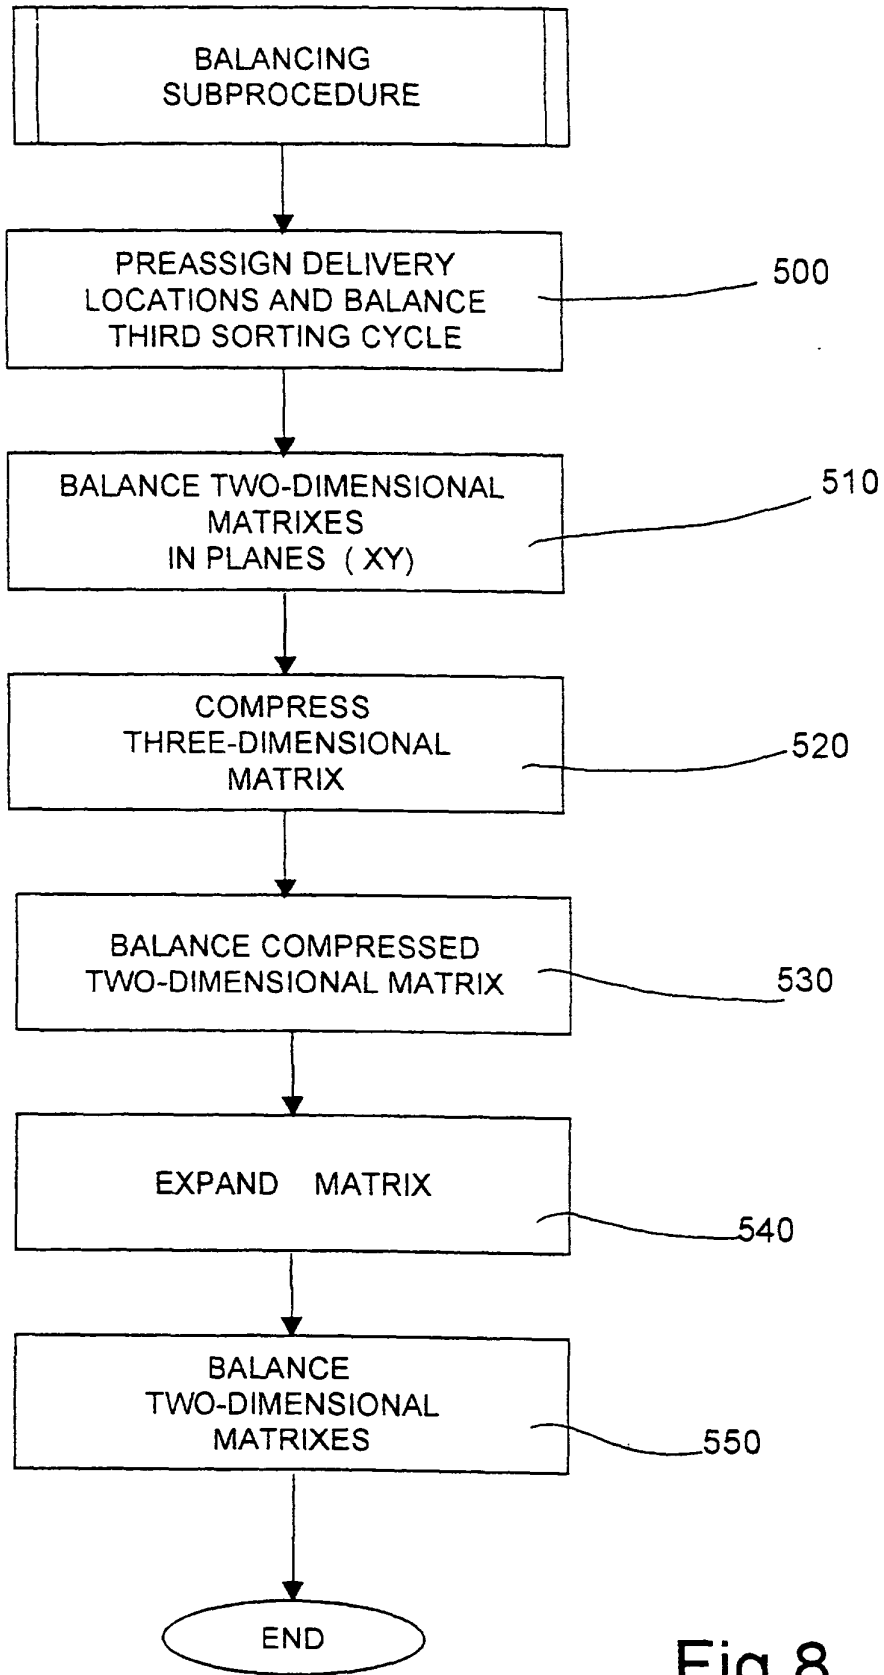 BALANCING
SUBPROCEDURE
PREASSIGN DELIVERY
LOCATIONS AND BALANCE
THIRD SORTING CYCLE
500
BALANCE TWO-DIMENSIONAL
MATRIXES
IN PLANES ( XY)
510
COMPRESS
THREE-DIMENSIONAL
MATRIX
520
BALANCE COMPRESSED
TWO-DIMENSIONAL MATRIX
530
EXPAND MATRIX
540
BALANCE
TWO-DIMENSIONAL
MATRIXES
550
END
Fig.8